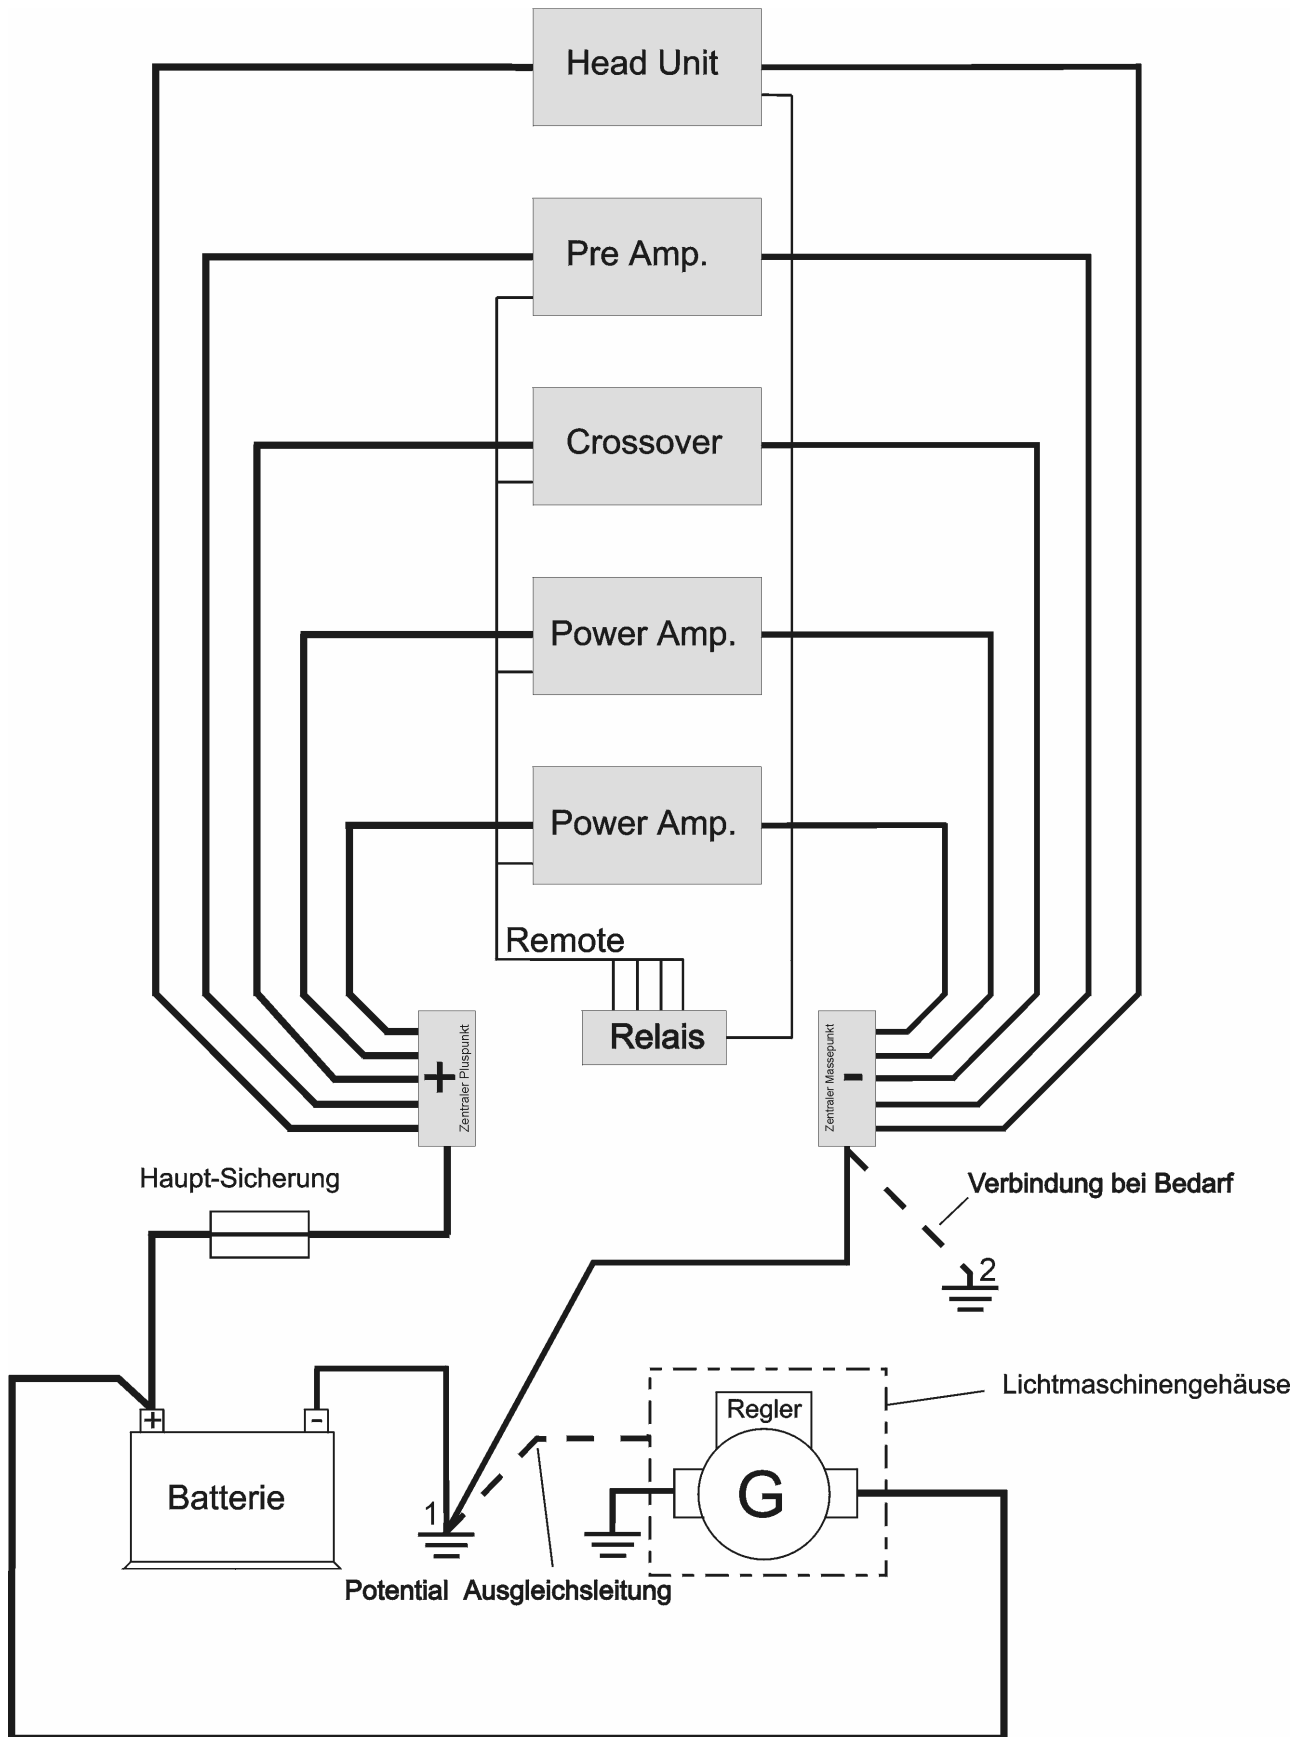 Head Unit
Pre Amp.
Crossover
Power Amp.
Power Amp.
Remote
Relais
+
Zentraler Pluspunkt
Zentraler Massepunkt
-
Haupt-Sicherung
Verbindung bei Bedarf
2
Lichtmaschinengehäuse
Regler
+
-
Batterie
G
1
Potential Ausgleichsleitung